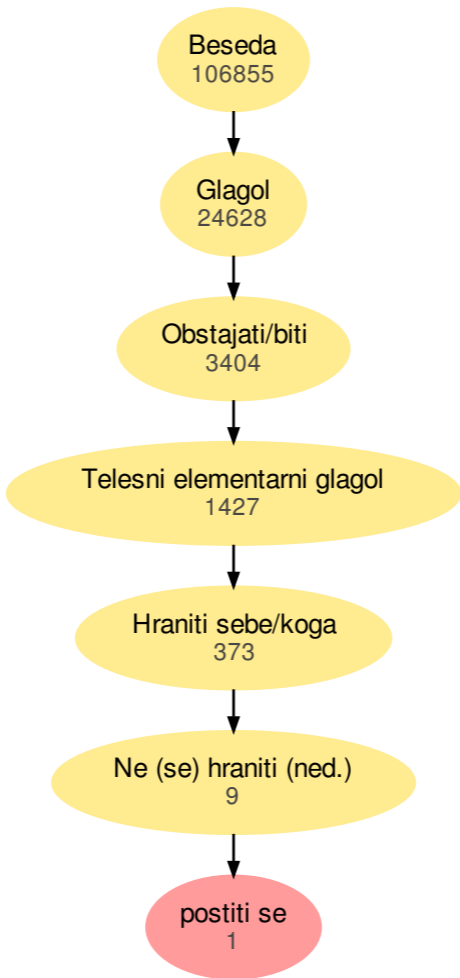 Beseda
106855
Glagol
24628
Obstajati/biti
3404
Telesni elementarni glagol
1427
Hraniti sebe/koga
373
Ne (se) hraniti (ned.)
9
postiti se
1